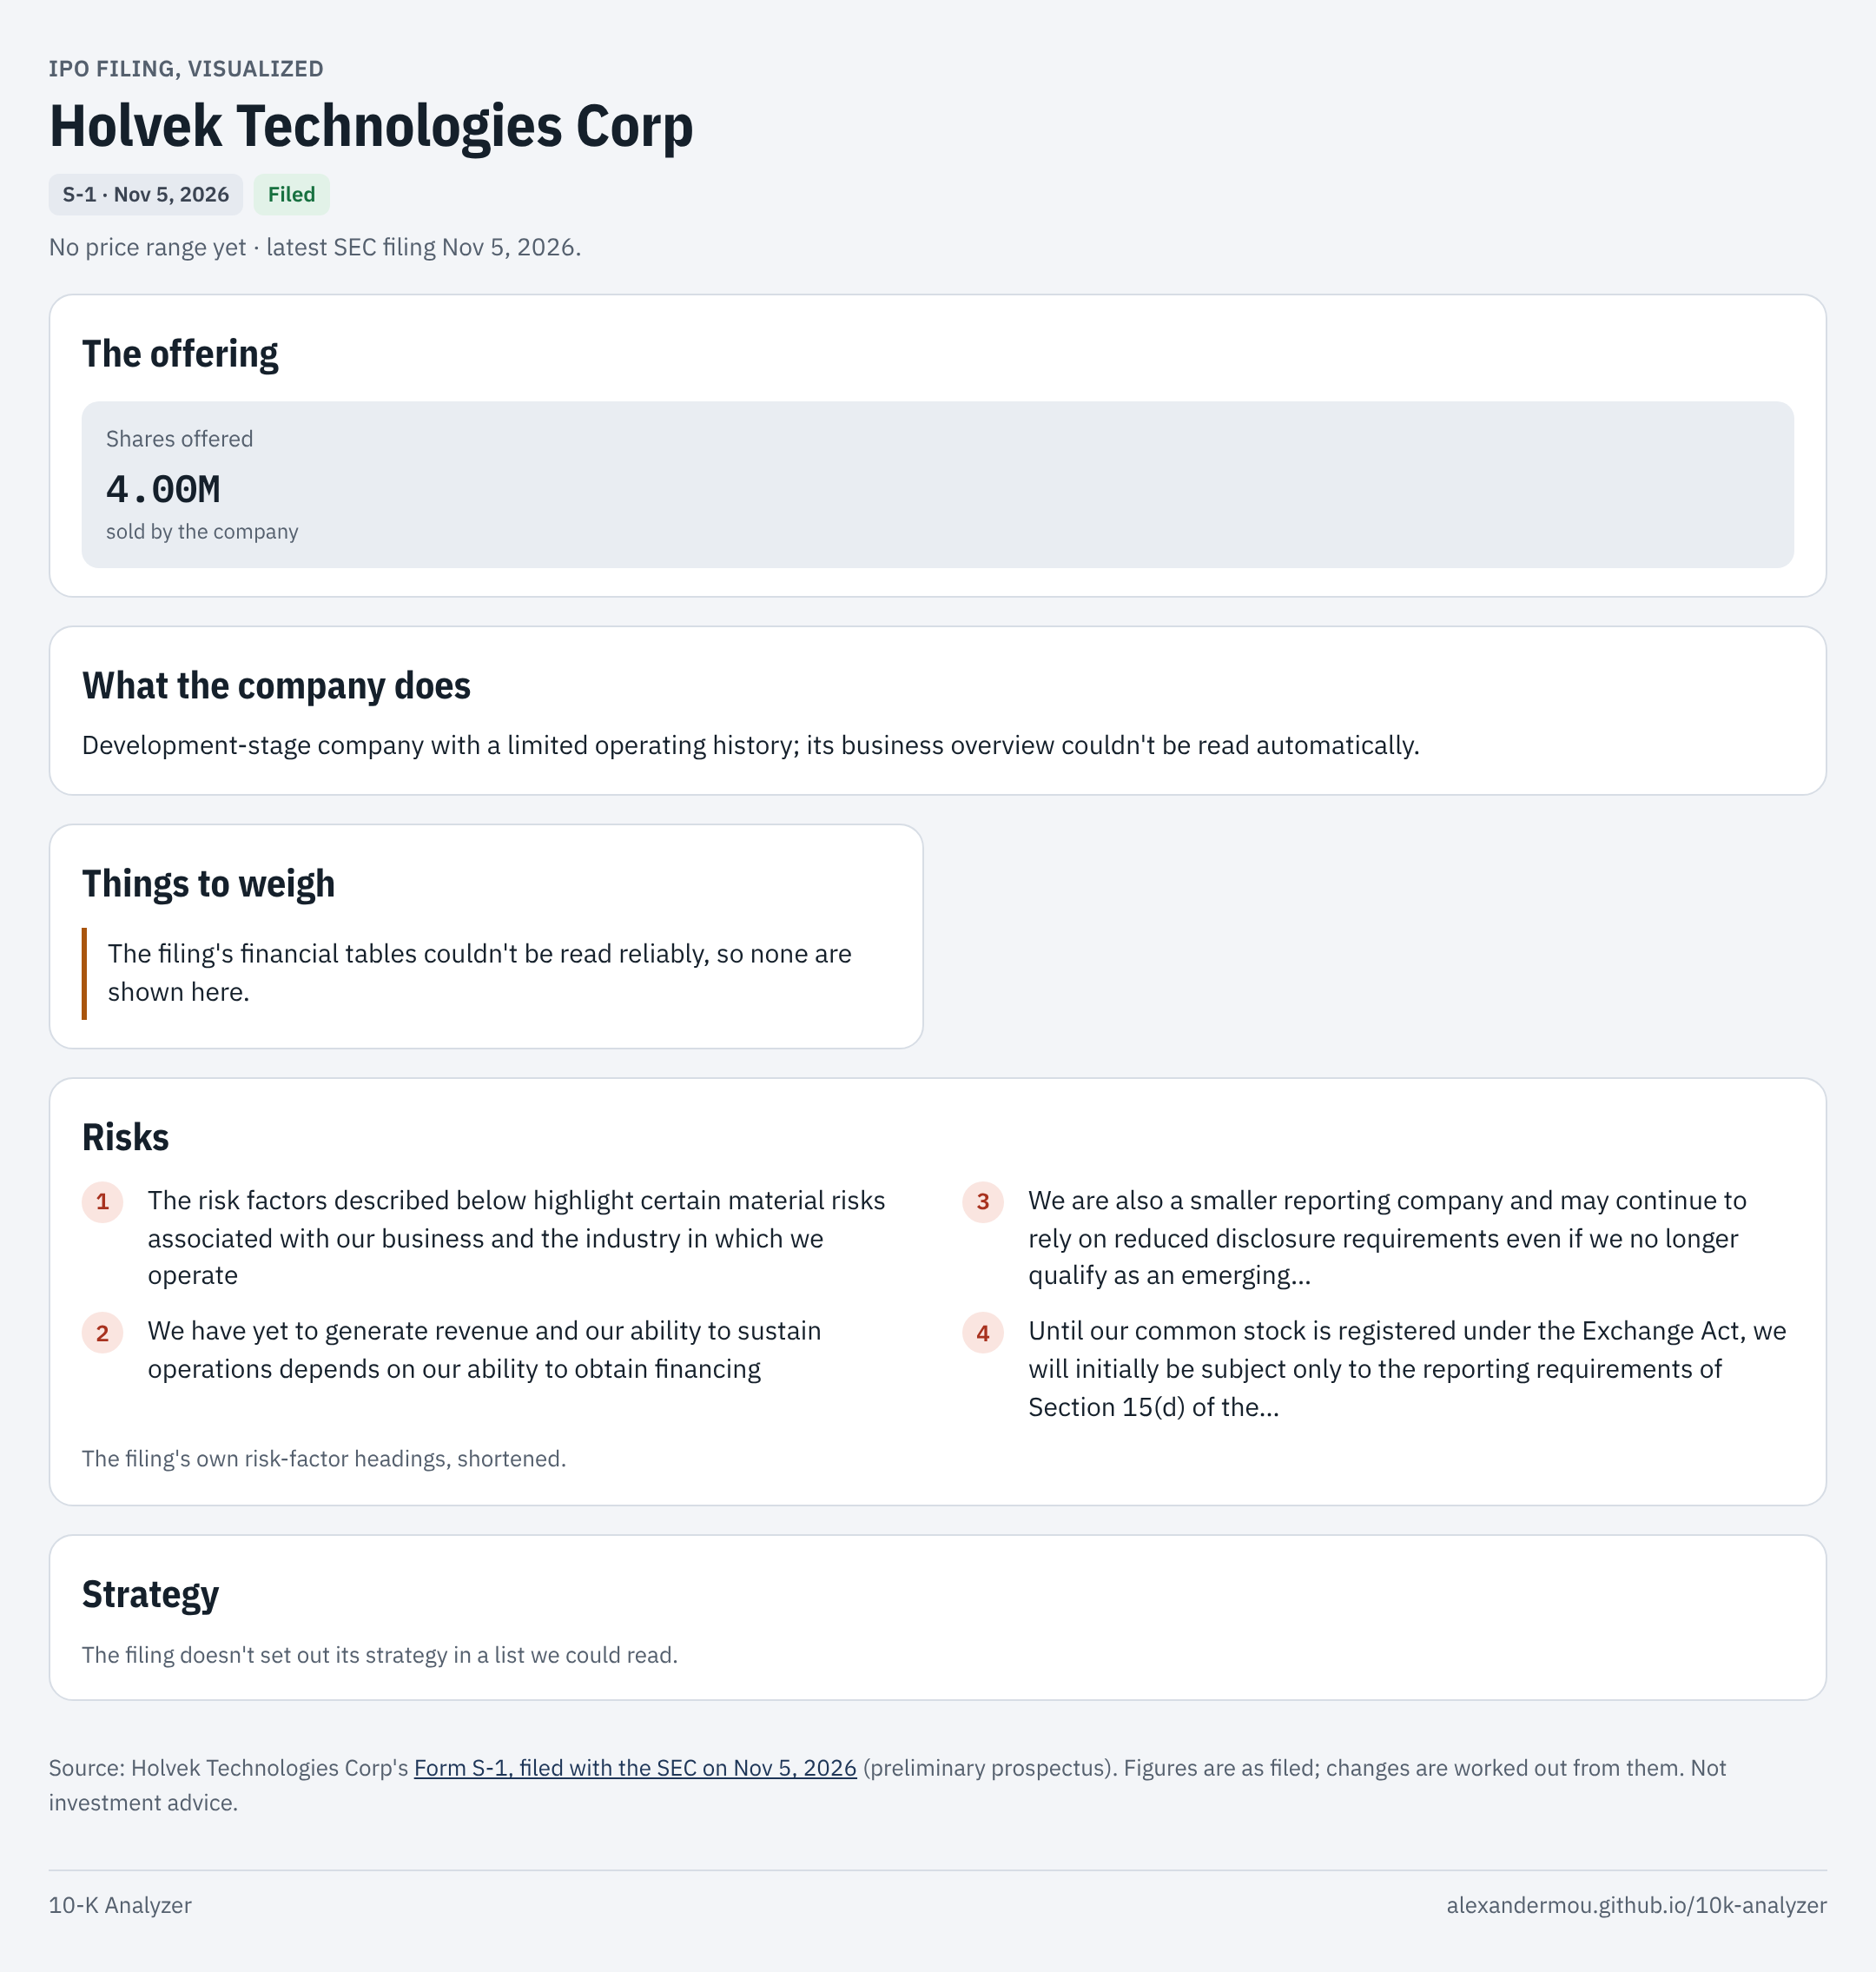 IPO FILING, VISUALIZED
Holvek Technologies Corp
S-1 · Nov 5, 2026 Filed
No price range yet · latest SEC filing Nov 5, 2026.
The offering
Shares offered
4.00M
sold by the company
What the company does
Development-stage company with a limited operating history; its business overview couldn't be read automatically.
Things to weigh
The filing's financial tables couldn't be read reliably, so none are
shown here.
Risks
1 The risk factors described below highlight certain material risks
associated with our business and the industry in which we
operate
2 We have yet to generate revenue and our ability to sustain
operations depends on our ability to obtain financing
3 We are also a smaller reporting company and may continue to
rely on reduced disclosure requirements even if we no longer
qualify as an emerging...
4 Until our common stock is registered under the Exchange Act, we
will initially be subject only to the reporting requirements of
Section 15(d) of the...
The filing's own risk-factor headings, shortened.
Strategy
The filing doesn't set out its strategy in a list we could read.
Source: Holvek Technologies Corp's Form S-1, filed with the SEC on Nov 5, 2026 (preliminary prospectus). Figures are as filed; changes are worked out from them. Not
investment advice.
10-K Analyzer
alexandermou.github.io/10k-analyzer